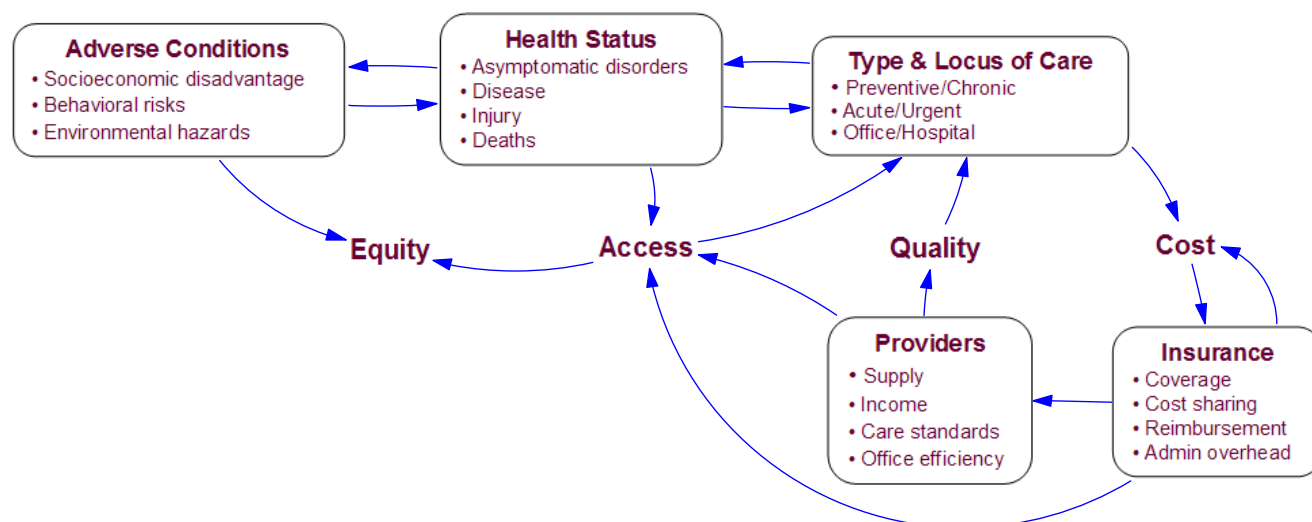 Adverse Conditions
• Socioeconomic disadvantage
• Behavioral risks
• Environmental hazards
Health Status
• Asymptomatic disorders
• Disease
• Injury
• Deaths
Type & Locus of Care
• Preventive/Chronic
• Acute/Urgent
• Office/Hospital
Equity
Access
Quality
Cost
Providers
• Supply
• Income
• Care standards
• Office efficiency
Insurance
• Coverage
• Cost sharing
• Reimbursement
• Admin overhead